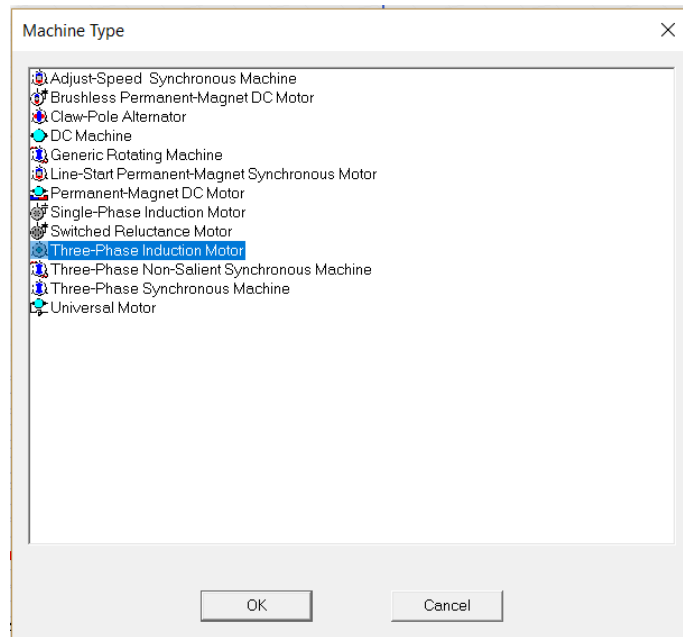 Machine Type
Adjust-Speed  Synchronous Machine
Brushless Permanent-Magnet DC Motor
Claw-Pole Alternator
DC Machine
Generic Rotating Machine
Line-Start Permanent-Magnet Synchronous Motor
Permanent-Magnet DC Motor
Single-Phase Induction Motor
Switched Reluctance Motor
Three-Phase Induction Motor
Three-Phase Non-Salient Synchronous Machine
Three-Phase Synchronous Machine
Universal Motor
OK
Cancel